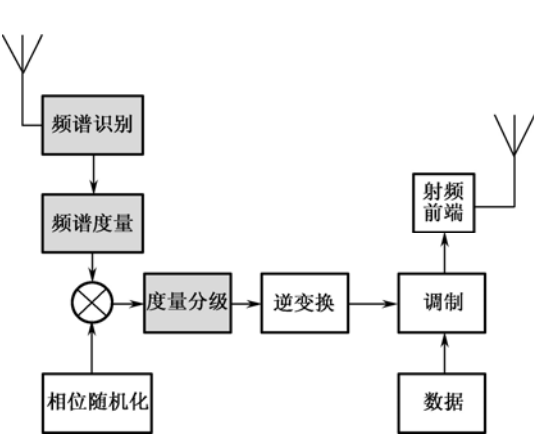 频谱识别
射频
前端
频谱度量
度量分级
逆变换
调制
相位随机化
数据